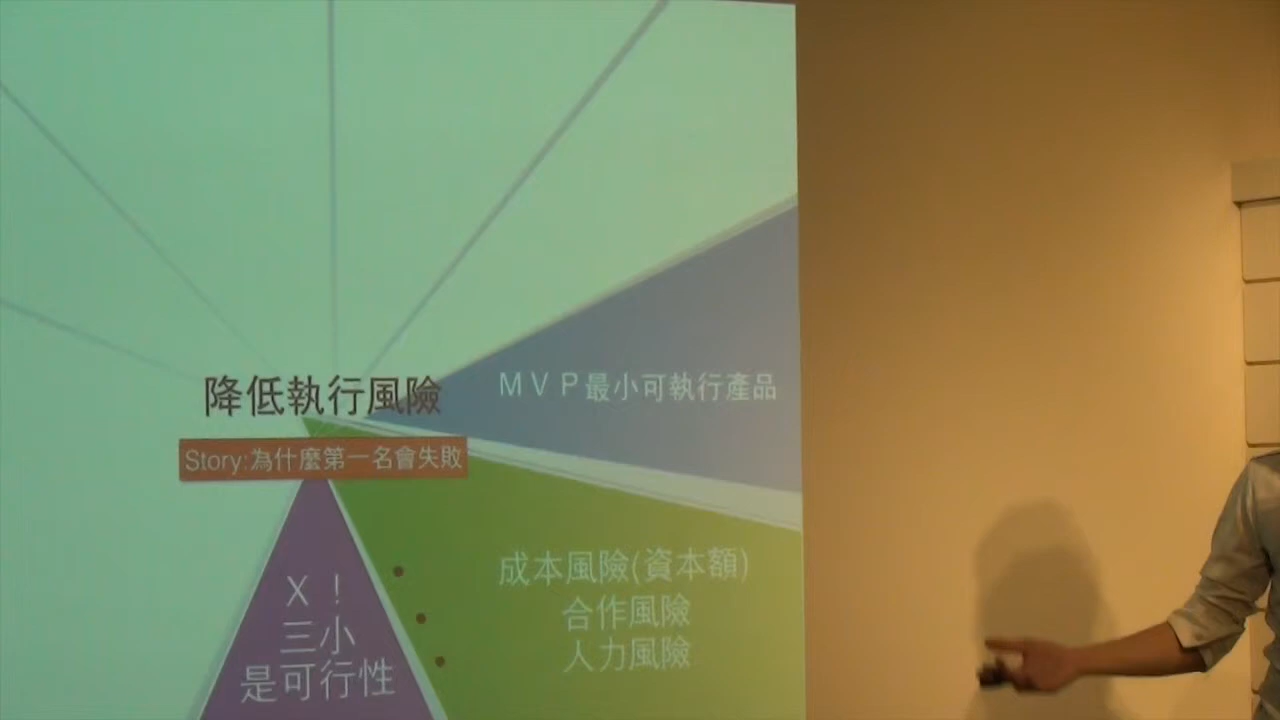 降低執行風險
Story:為什麼第一名會失敗
ＭＶＰ最小可執行產品
成本風險(資本額)
合作風險
人力風險
Ｘ！
三小
是可行性